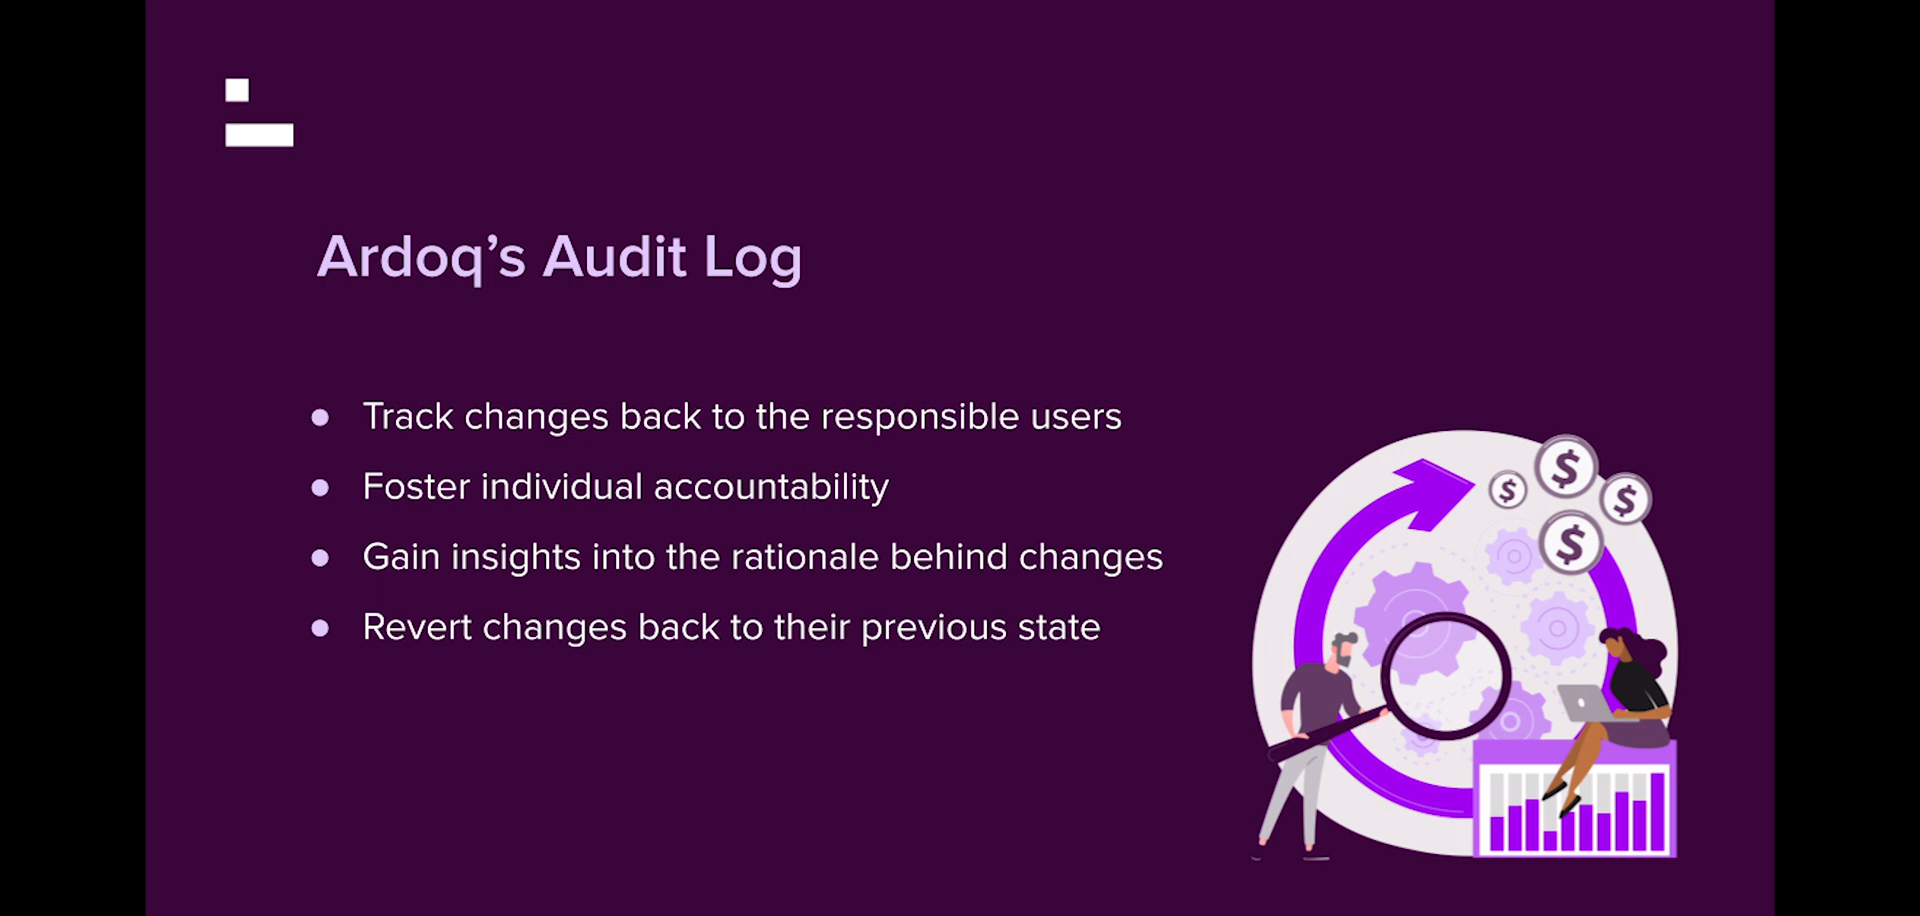 Ardoq’s Audit Log
● Track changes back to the responsible users
● Foster individual accountability
● Gain insights into the rationale behind changes
● Revert changes back to their previous state
$
$
$
$